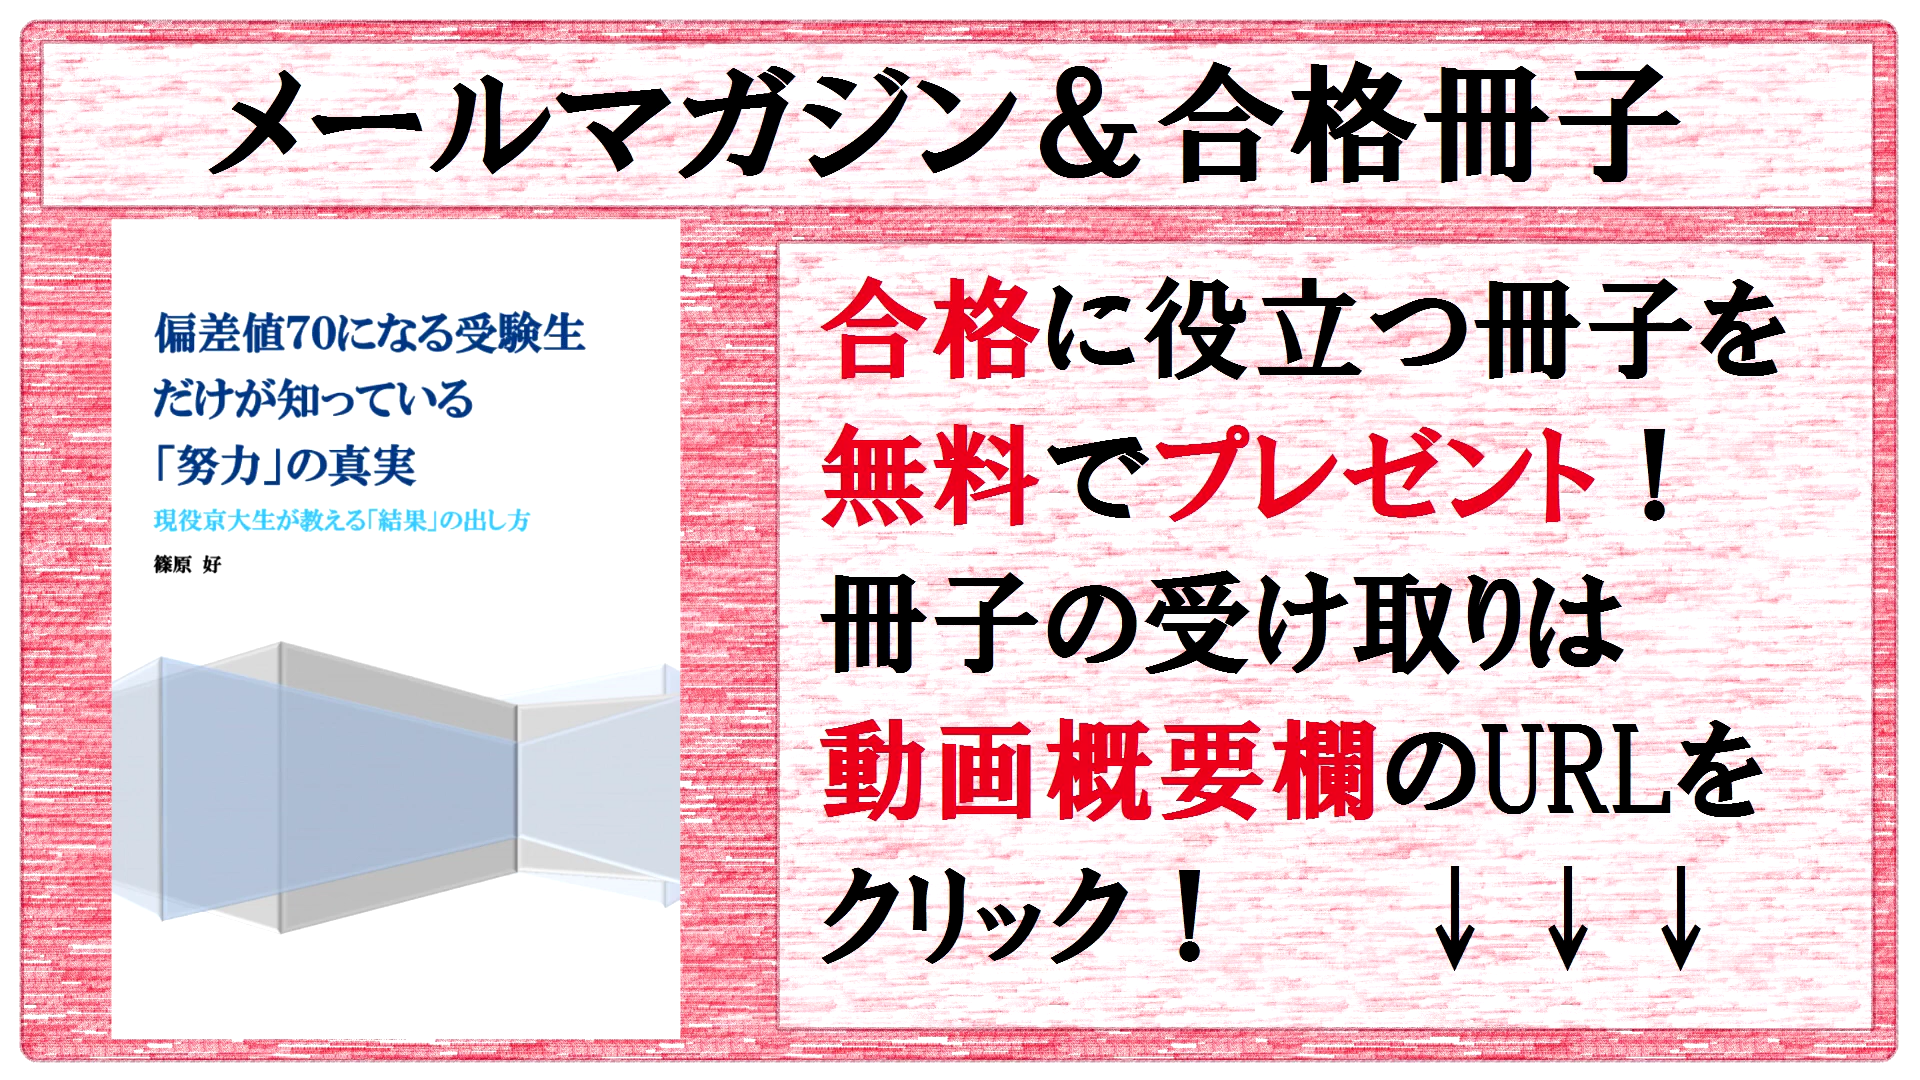 メールマガジン＆合格冊子
偏差値70になる受験生
だけが知っている
「努力」の真実
現役京大生が教える「結果」の出し方
篠原 好
合格に役立つ冊子を
無料でプレゼント！
冊子の受け取りは
動画概要欄のURLを
クリック！　　↓↓↓